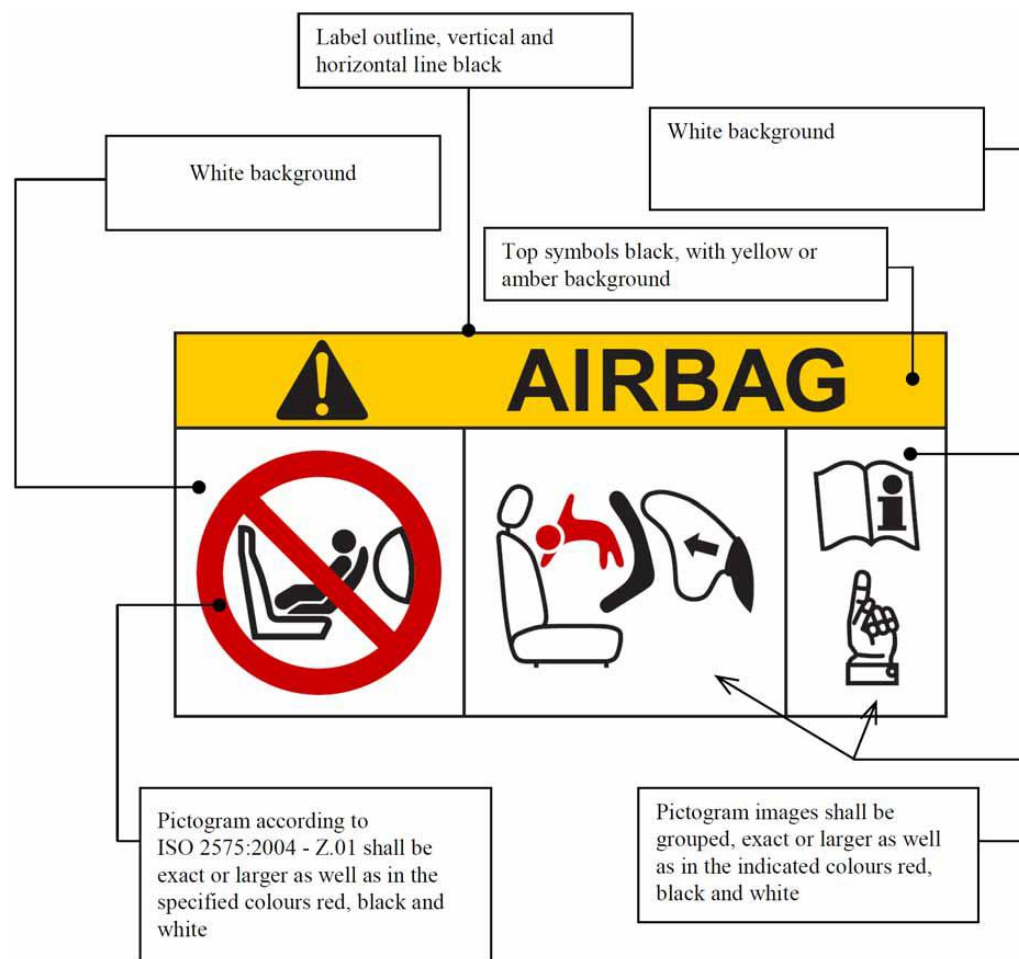 Label outline, vertical and
horizontal line black
White background
White background
Top symbols black, with yellow or
amber background
AIRBAG
Pictogram according to
ISO 2575:2004 - Z.01 shall be
exact or larger as well as in the
specified colours red, black and
white
Pictogram images shall be
grouped, exact or larger as well
as in the indicated colours red,
black and white